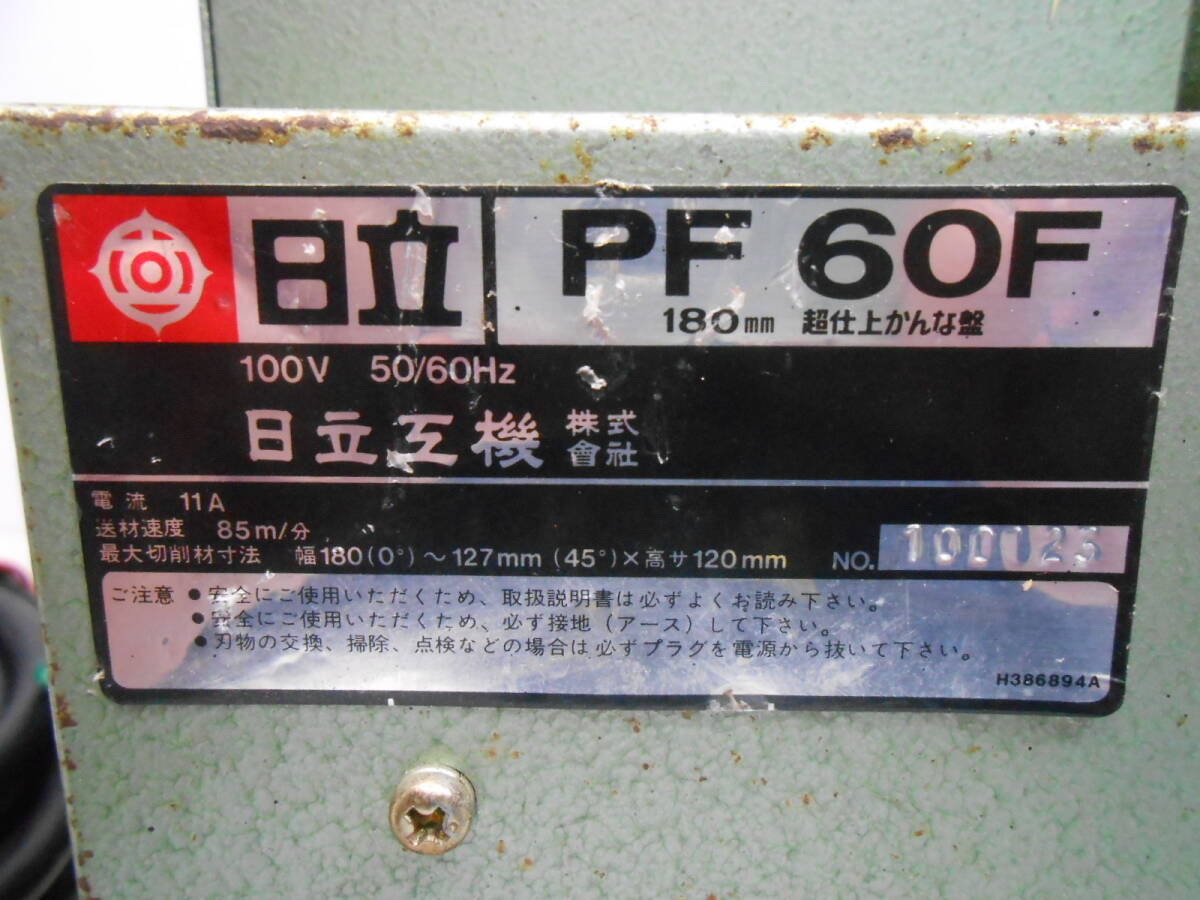 日立
PF 60F
180mm 超仕上かんな盤
100V 50/60Hz
日立工機 株式會社
電流 11A
送材速度 85m/分
最大切削材寸法 幅180(0°)～127mm(45°)×高サ120mm
NO. 100023
ご注意 ●安全にご使用いただくため、取扱説明書は必ずよくお読み下さい。
●安全にご使用いただくため、必ず接地(アース)して下さい。
●刃物の交換、掃除、点検などの場合は必ずプラグを電源から抜いて下さい。
H386894A